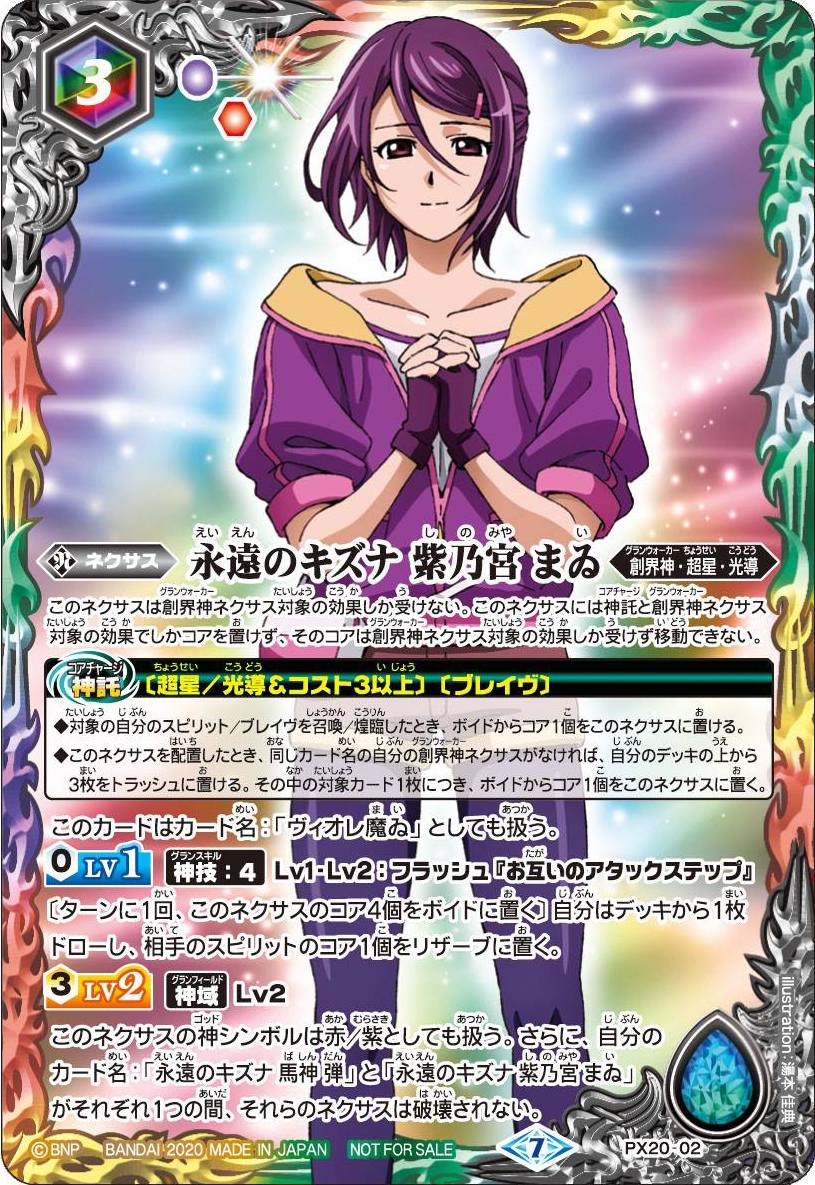 3
永遠のキズナ 紫乃宮 まゐ
ネクサス
創界神・超星・光導
このネクサスは創界神ネクサス対象の効果しか受けない。このネクサスには神託と創界神ネクサス
対象の効果でしかコアを置けず、そのコアは創界神ネクサス対象の効果しか受けず移動できない。
コアチャージ
神託
〔超星/光導&コスト3以上〕〔ブレイヴ〕
◆対象の自分のスピリット/ブレイヴを召喚/煌臨したとき、ボイドからコア1個をこのネクサスに置ける。
◆このネクサスを配置したとき、同じカード名の自分の創界神ネクサスがなければ、自分のデッキの上から
3枚をトラッシュに置ける。その中の対象カード1枚につき、ボイドからコア1個をこのネクサスに置く。
このカードはカード名:「ヴィオレ魔ゐ」としても扱う。
0 LV1 神技:4 Lv1・Lv2:フラッシュ『お互いのアタックステップ』
〔ターンに1回、このネクサスのコア4個をボイドに置く〕自分はデッキから1枚
ドローし、相手のスピリットのコア1個をリザーブに置く。
3 LV2 神域 Lv2
このネクサスの神シンボルは赤/紫としても扱う。さらに、自分の
カード名:「永遠のキズナ 馬神 弾」と「永遠のキズナ 紫乃宮 まゐ」
がそれぞれ1つの間、それらのネクサスは破壊されない。
illustration:湯本 佳典
©BNP BANDAI 2020 MADE IN JAPAN NOT FOR SALE 7 PX20-02